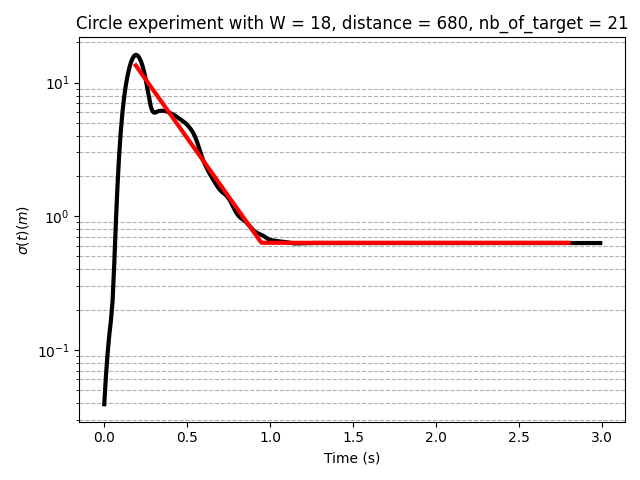 Circle experiment with W = 18, distance = 680, nb_of_target = 21
10¹
10⁰
10⁻¹
σ(t)(m)
0.0 0.5 1.0 1.5 2.0 2.5 3.0
Time (s)